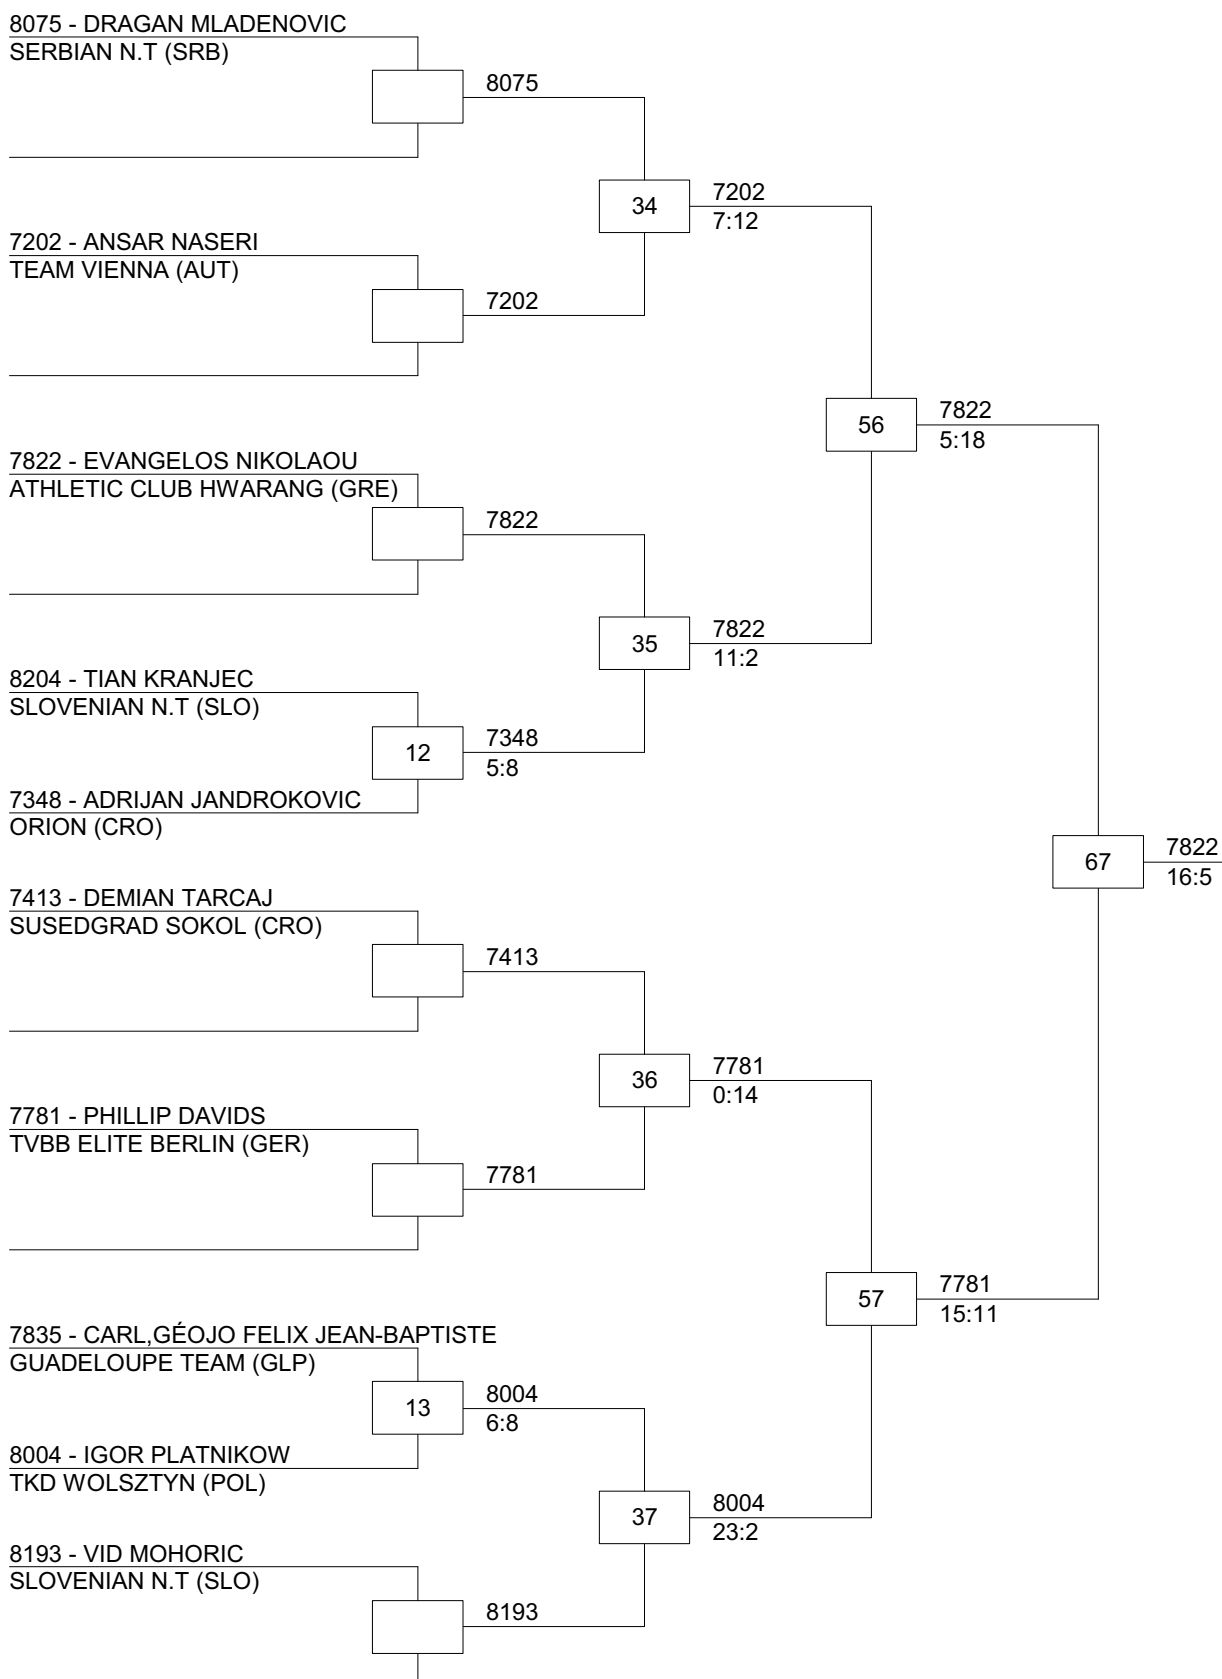 8075 - DRAGAN MLADENOVIC
SERBIAN N.T (SRB)
8075
34
7202
7:12
7202 - ANSAR NASERI
TEAM VIENNA (AUT)
7202
56
7822
5:18
7822 - EVANGELOS NIKOLAOU
ATHLETIC CLUB HWARANG (GRE)
7822
35
7822
11:2
8204 - TIAN KRANJEC
SLOVENIAN N.T (SLO)
12
7348
5:8
7348 - ADRIJAN JANDROKOVIC
ORION (CRO)
67
7822
16:5
7413 - DEMIAN TARCAJ
SUSEDGRAD SOKOL (CRO)
7413
36
7781
0:14
7781 - PHILLIP DAVIDS
TVBB ELITE BERLIN (GER)
7781
57
7781
15:11
7835 - CARL,GÉOJO FELIX JEAN-BAPTISTE
GUADELOUPE TEAM (GLP)
13
8004
6:8
8004 - IGOR PLATNIKOW
TKD WOLSZTYN (POL)
37
8004
23:2
8193 - VID MOHORIC
SLOVENIAN N.T (SLO)
8193